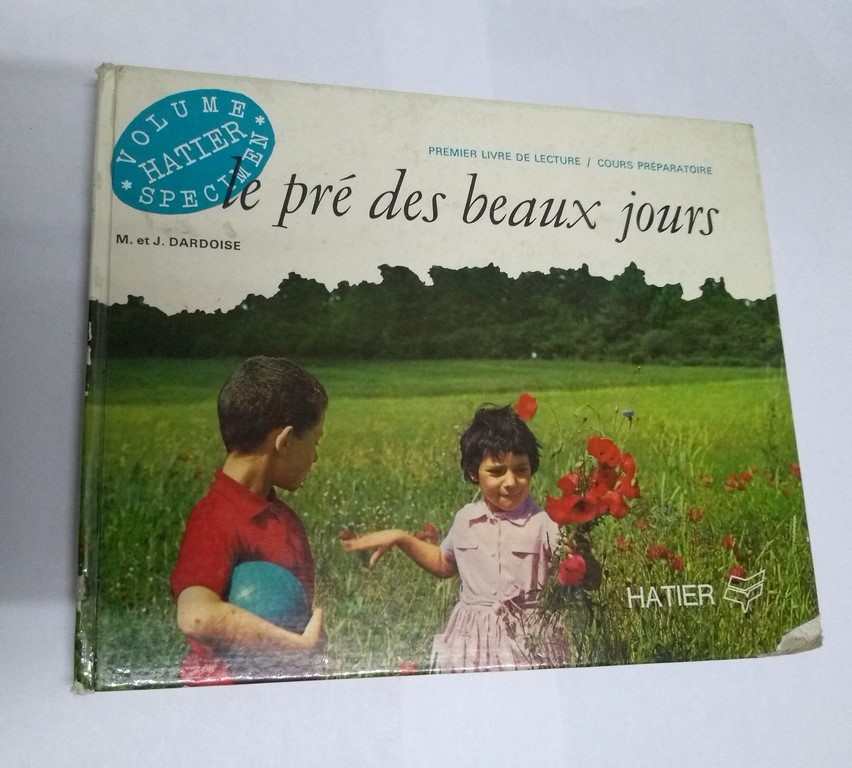 VOLUME
HATIER
* SPECIMEN *
PREMIER LIVRE DE LECTURE / COURS PRÉPARATOIRE
le pré des beaux jours
M. et J. DARDOISE
HATIER